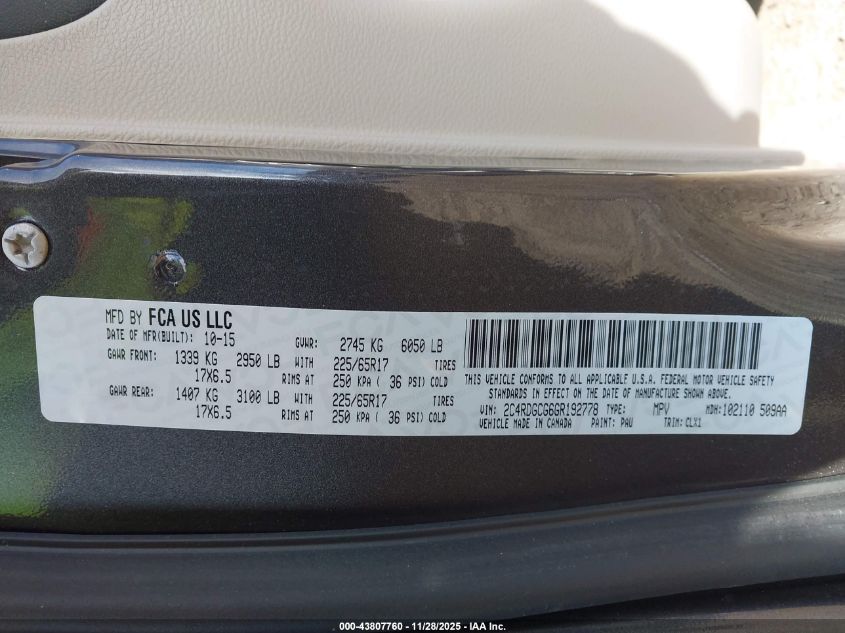 MFD BY FCA US LLC
DATE OF MFR(BUILT): 10-15 GVWR: 2745 KG 6050 LB
GAWR FRONT: 1339 KG 2950 LB WITH 225/65R17 TIRES
17X6.5 RIMS AT 250 KPA ( 36 PSI) COLD
GAWR REAR: 1407 KG 3100 LB WITH 225/65R17 TIRES
17X6.5 RIMS AT 250 KPA ( 36 PSI) COLD
THIS VEHICLE CONFORMS TO ALL APPLICABLE U.S.A. FEDERAL MOTOR VEHICLE SAFETY
STANDARDS IN EFFECT ON THE DATE OF MANUFACTURE SHOWN ABOVE.
VIN: 2C4RDGCG6GR192778 TYPE: MPV MDH: 102110 509AA
VEHICLE MADE IN CANADA PAINT: PAU TRIM: CLX1
000-43807760 - 11/28/2025 - IAA Inc.